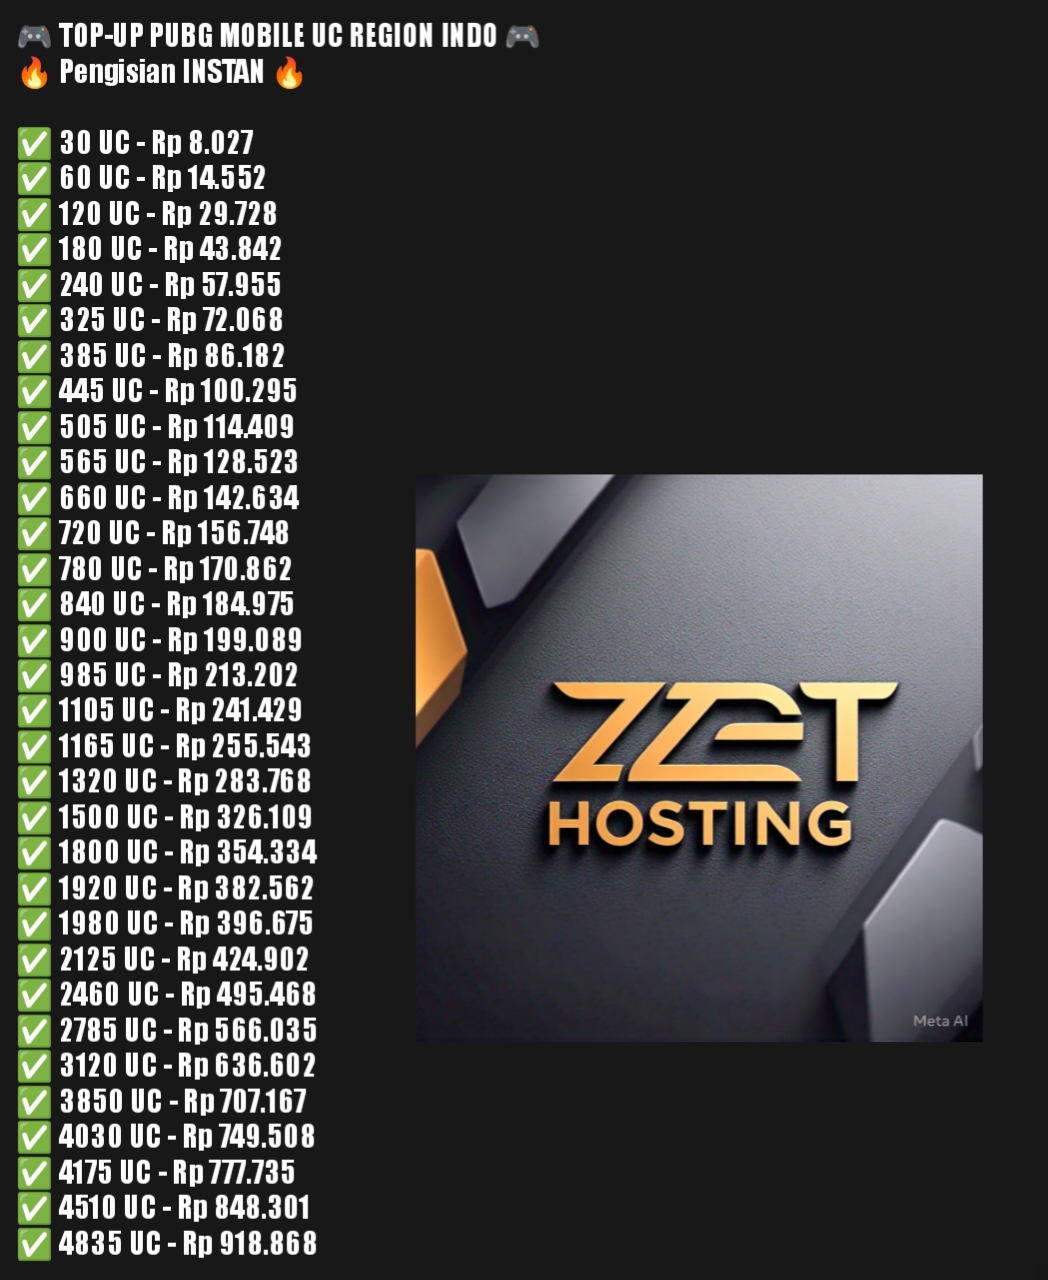 🎮 TOP-UP PUBG MOBILE UC REGION INDO 🎮
🔥 Pengisian INSTAN 🔥
✅ 30 UC - Rp 8.027
✅ 60 UC - Rp 14.552
✅ 120 UC - Rp 29.728
✅ 180 UC - Rp 43.842
✅ 240 UC - Rp 57.955
✅ 325 UC - Rp 72.068
✅ 385 UC - Rp 86.182
✅ 445 UC - Rp 100.295
✅ 505 UC - Rp 114.409
✅ 565 UC - Rp 128.523
✅ 660 UC - Rp 142.634
✅ 720 UC - Rp 156.748
✅ 780 UC - Rp 170.862
✅ 840 UC - Rp 184.975
✅ 900 UC - Rp 199.089
✅ 985 UC - Rp 213.202
✅ 1105 UC - Rp 241.429
✅ 1165 UC - Rp 255.543
✅ 1320 UC - Rp 283.768
✅ 1500 UC - Rp 326.109
✅ 1800 UC - Rp 354.334
✅ 1920 UC - Rp 382.562
✅ 1980 UC - Rp 396.675
✅ 2125 UC - Rp 424.902
✅ 2460 UC - Rp 495.468
✅ 2785 UC - Rp 566.035
✅ 3120 UC - Rp 636.602
✅ 3850 UC - Rp 707.167
✅ 4030 UC - Rp 749.508
✅ 4175 UC - Rp 777.735
✅ 4510 UC - Rp 848.301
✅ 4835 UC - Rp 918.868
ZZET
HOSTING
Meta AI